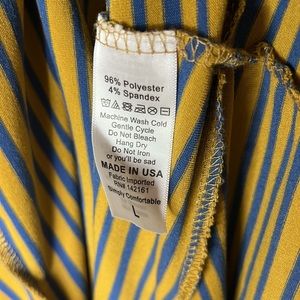 96% Polyester
4% Spandex
Machine Wash Cold
Gentle Cycle
Do Not Bleach
Hang Dry
Do Not Iron
or you'll be sad
MADE IN USA
Fabric Imported
RN# 142161
Simply Comfortable
L